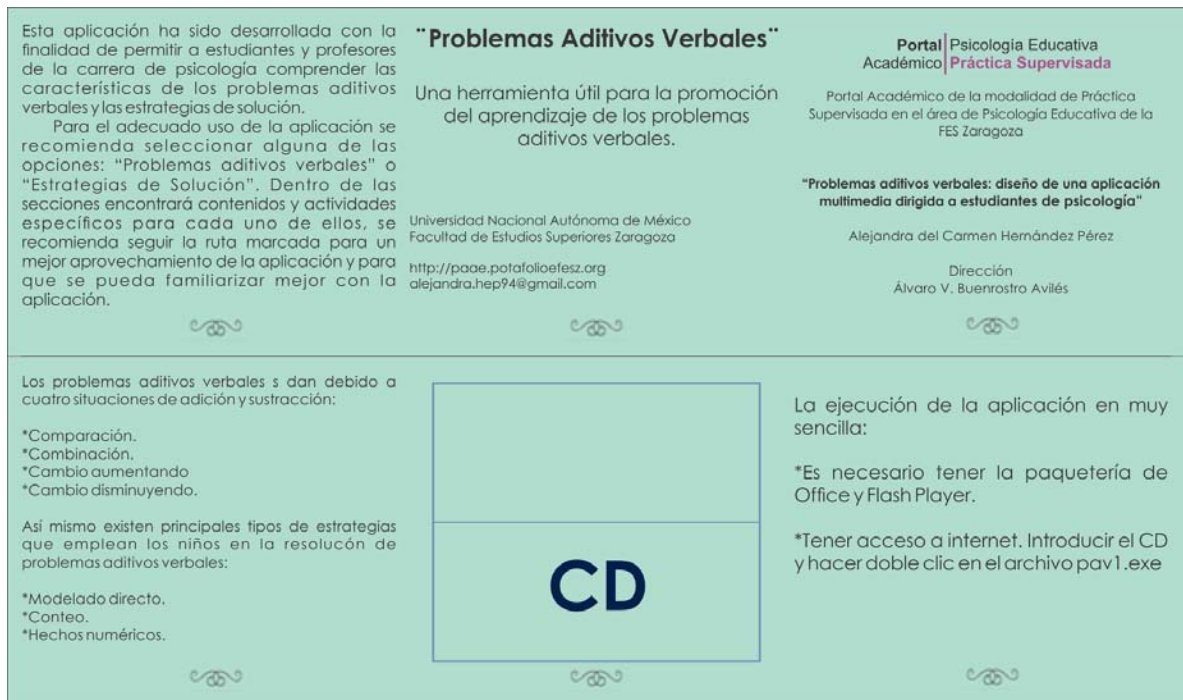 Esta aplicación ha sido desarrollada con la
finalidad de permitir a estudiantes y profesores
de la carrera de psicología comprender las
características de los problemas aditivos
verbales y las estrategias de solución.
Para el adecuado uso de la aplicación se
recomienda seleccionar alguna de las
opciones: “Problemas aditivos verbales” o
“Estrategias de Solución”. Dentro de las
secciones encontrará contenidos y actividades
específicos para cada uno de ellos, se
recomienda seguir la ruta marcada para un
mejor aprovechamiento de la aplicación y para
que se pueda familiarizar mejor con la
aplicación.
¨Problemas Aditivos Verbales¨
Una herramienta útil para la promoción
del aprendizaje de los problemas
aditivos verbales.
Universidad Nacional Autónoma de México
Facultad de Estudios Superiores Zaragoza
http://paae.potafolioefesz.org
alejandra.hep94@gmail.com
Portal Psicología Educativa
Académico Práctica Supervisada
Portal Académico de la modalidad de Práctica
Supervisada en el área de Psicología Educativa de la
FES Zaragoza
“Problemas aditivos verbales: diseño de una aplicación
multimedia dirigida a estudiantes de psicología”
Alejandra del Carmen Hernández Pérez
Dirección
Álvaro V. Buenrostro Avilés
Los problemas aditivos verbales s dan debido a
cuatro situaciones de adición y sustracción:
*Comparación.
*Combinación.
*Cambio aumentando
*Cambio disminuyendo.
Así mismo existen principales tipos de estrategias
que emplean los niños en la resolucón de
problemas aditivos verbales:
*Modelado directo.
*Conteo.
*Hechos numéricos.
CD
La ejecución de la aplicación en muy
sencilla:
*Es necesario tener la paquetería de
Office y Flash Player.
*Tener acceso a internet. Introducir el CD
y hacer doble clic en el archivo pav1.exe